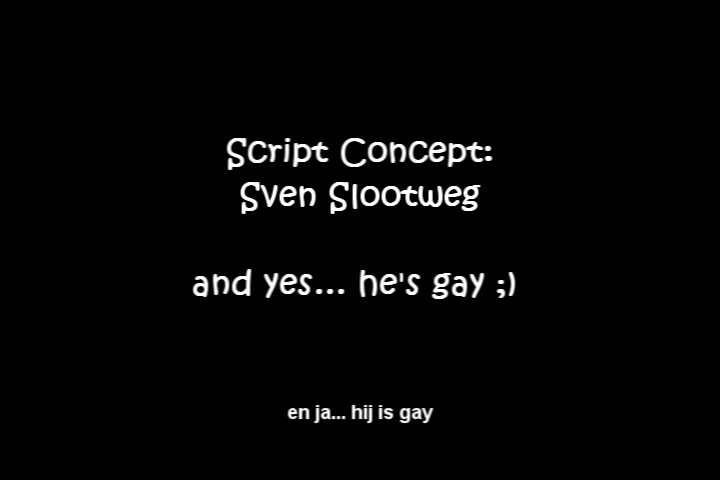 Script Concept:
Sven Slootweg
and yes... he's gay ;)
en ja... hij is gay